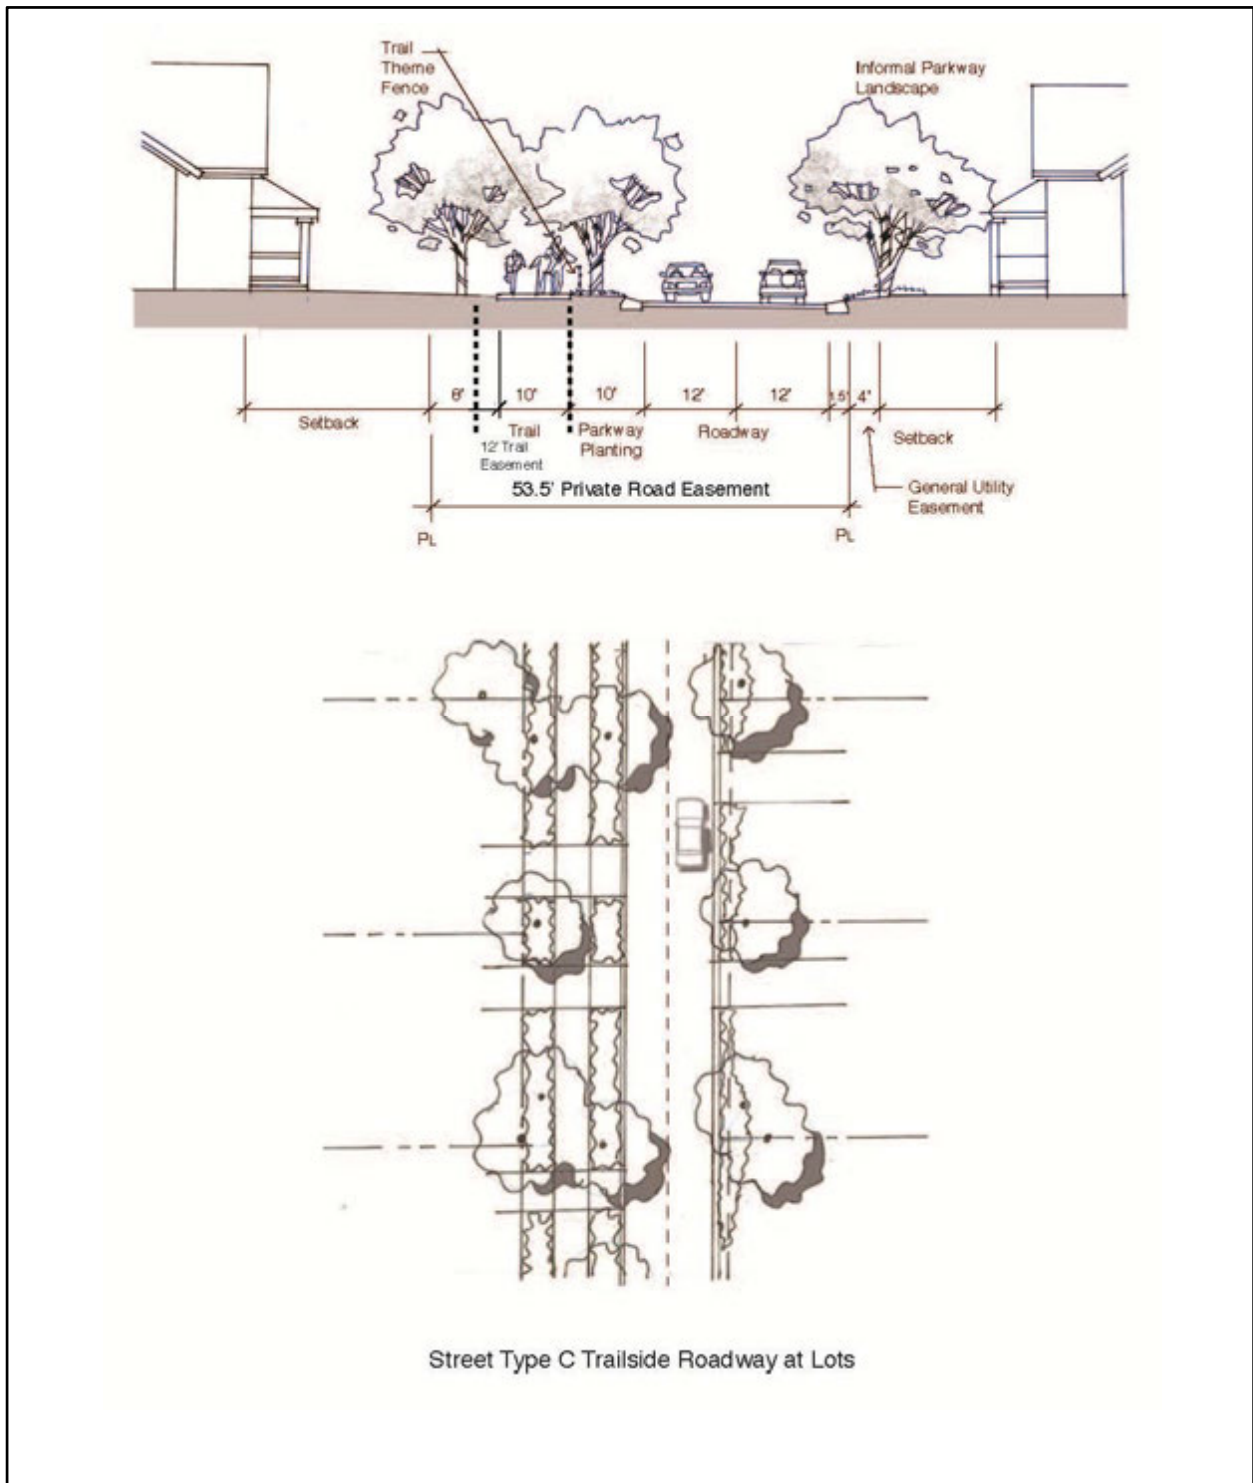 Trail
Theme
Fence
Informal Parkway
Landscape
8'
10'
10'
12'
12'
1.5'
4"
Setback
Trail
Parkway
Planting
Roadway
Setback
12' Trail
Easement
53.5' Private Road Easement
General Utility
Easement
PL
PL
Street Type C Trailside Roadway at Lots